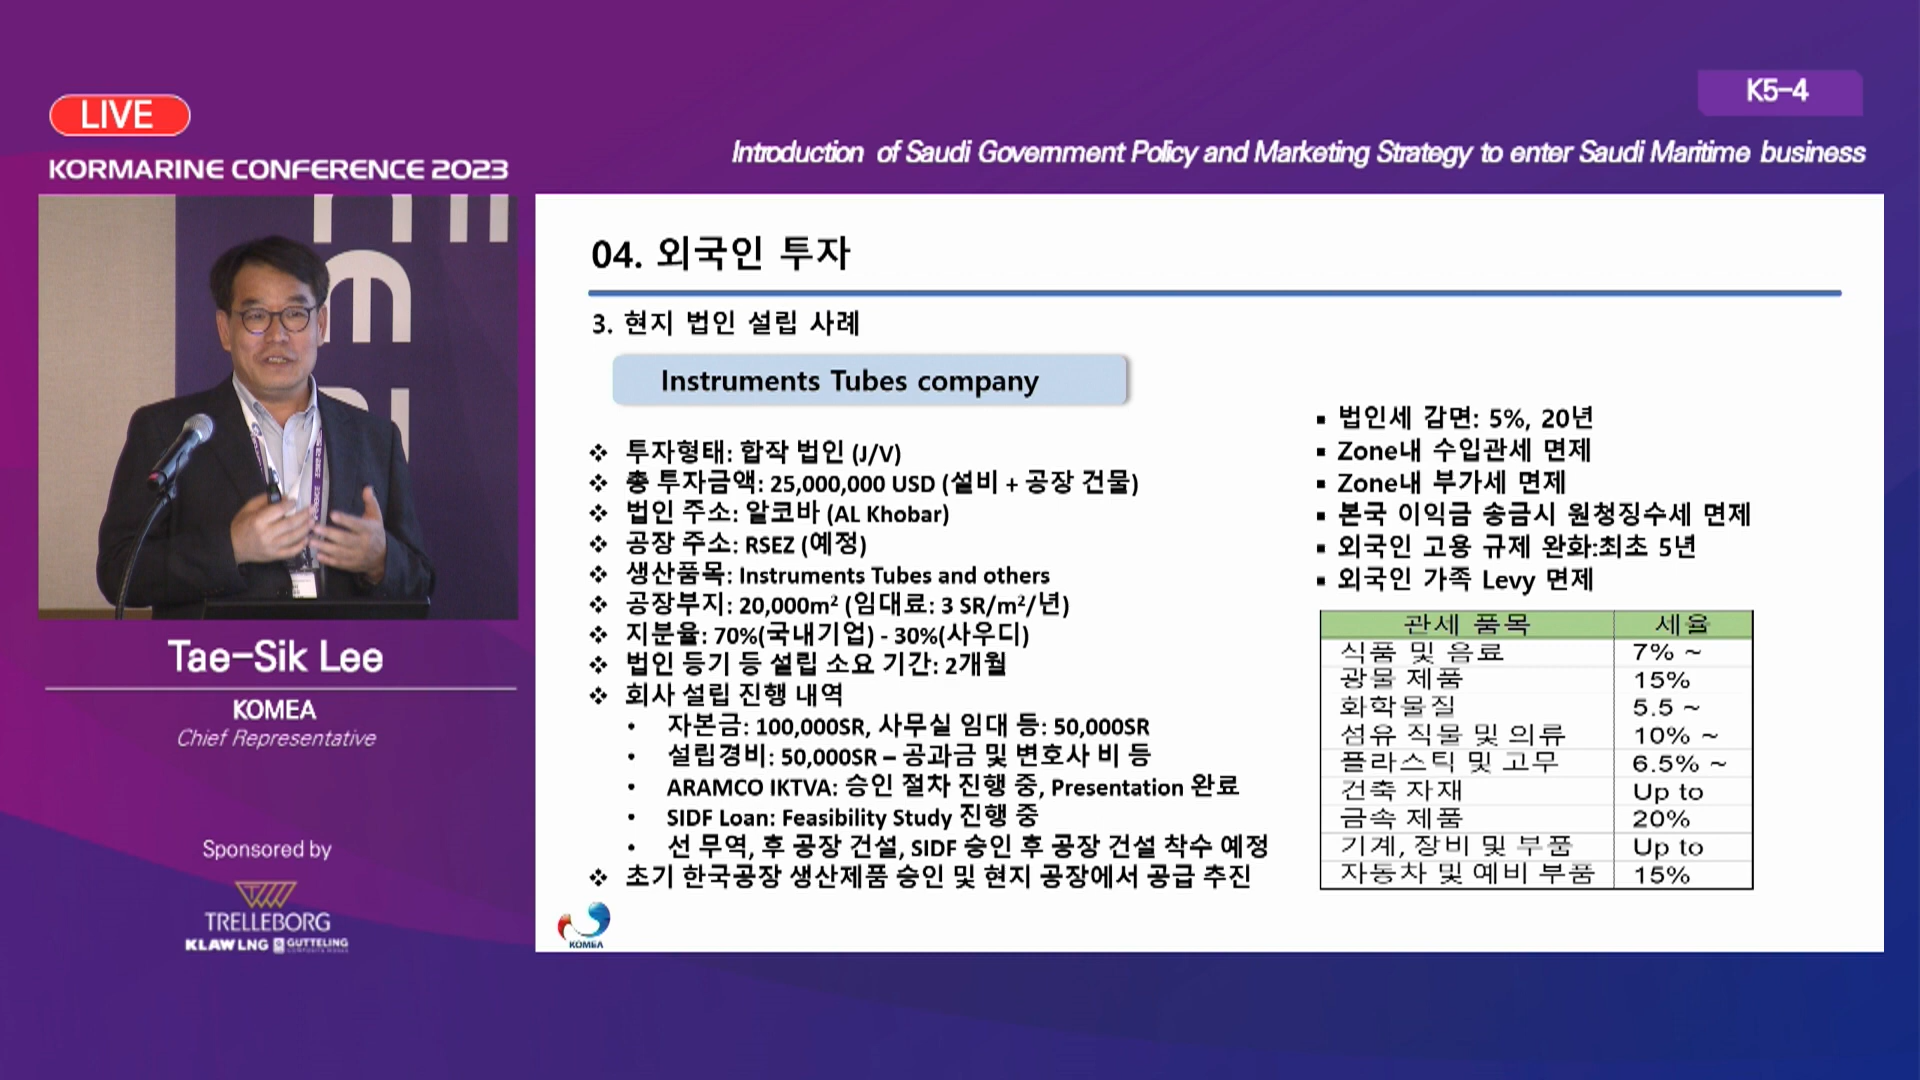 LIVE
K5-4
KORMARINE CONFERENCE 2023
Introduction of Saudi Government Policy and Marketing Strategy to enter Saudi Maritime business
Tae-Sik Lee
KOMEA
Chief Representative
Sponsored by
TRELLEBORG
KLAW LNG GUTTELING
04. 외국인 투자
3. 현지 법인 설립 사례
Instruments Tubes company
❖ 투자형태: 합작 법인 (J/V)
❖ 총 투자금액: 25,000,000 USD (설비 + 공장 건물)
❖ 법인 주소: 알코바 (AL Khobar)
❖ 공장 주소: RSEZ (예정)
❖ 생산품목: Instruments Tubes and others
❖ 공장부지: 20,000m² (임대료: 3 SR/m²/년)
❖ 지분율: 70%(국내기업) - 30%(사우디)
❖ 법인 등기 등 설립 소요 기간: 2개월
❖ 회사 설립 진행 내역
• 자본금: 100,000SR, 사무실 임대 등: 50,000SR
• 설립경비: 50,000SR – 공과금 및 변호사 비 등
• ARAMCO IKTVA: 승인 절차 진행 중, Presentation 완료
• SIDF Loan: Feasibility Study 진행 중
• 선 무역, 후 공장 건설, SIDF 승인 후 공장 건설 착수 예정
❖ 초기 한국공장 생산제품 승인 및 현지 공장에서 공급 추진
▪ 법인세 감면: 5%, 20년
▪ Zone내 수입관세 면제
▪ Zone내 부가세 면제
▪ 본국 이익금 송금시 원청징수세 면제
▪ 외국인 고용 규제 완화:최초 5년
▪ 외국인 가족 Levy 면제
관세 품목 세율
식품 및 음료 7% ~
광물 제품 15%
화학물질 5.5 ~
섬유 직물 및 의류 10% ~
플라스틱 및 고무 6.5% ~
건축 자재 Up to
금속 제품 20%
기계, 장비 및 부품 Up to
자동차 및 예비 부품 15%
KOMEA